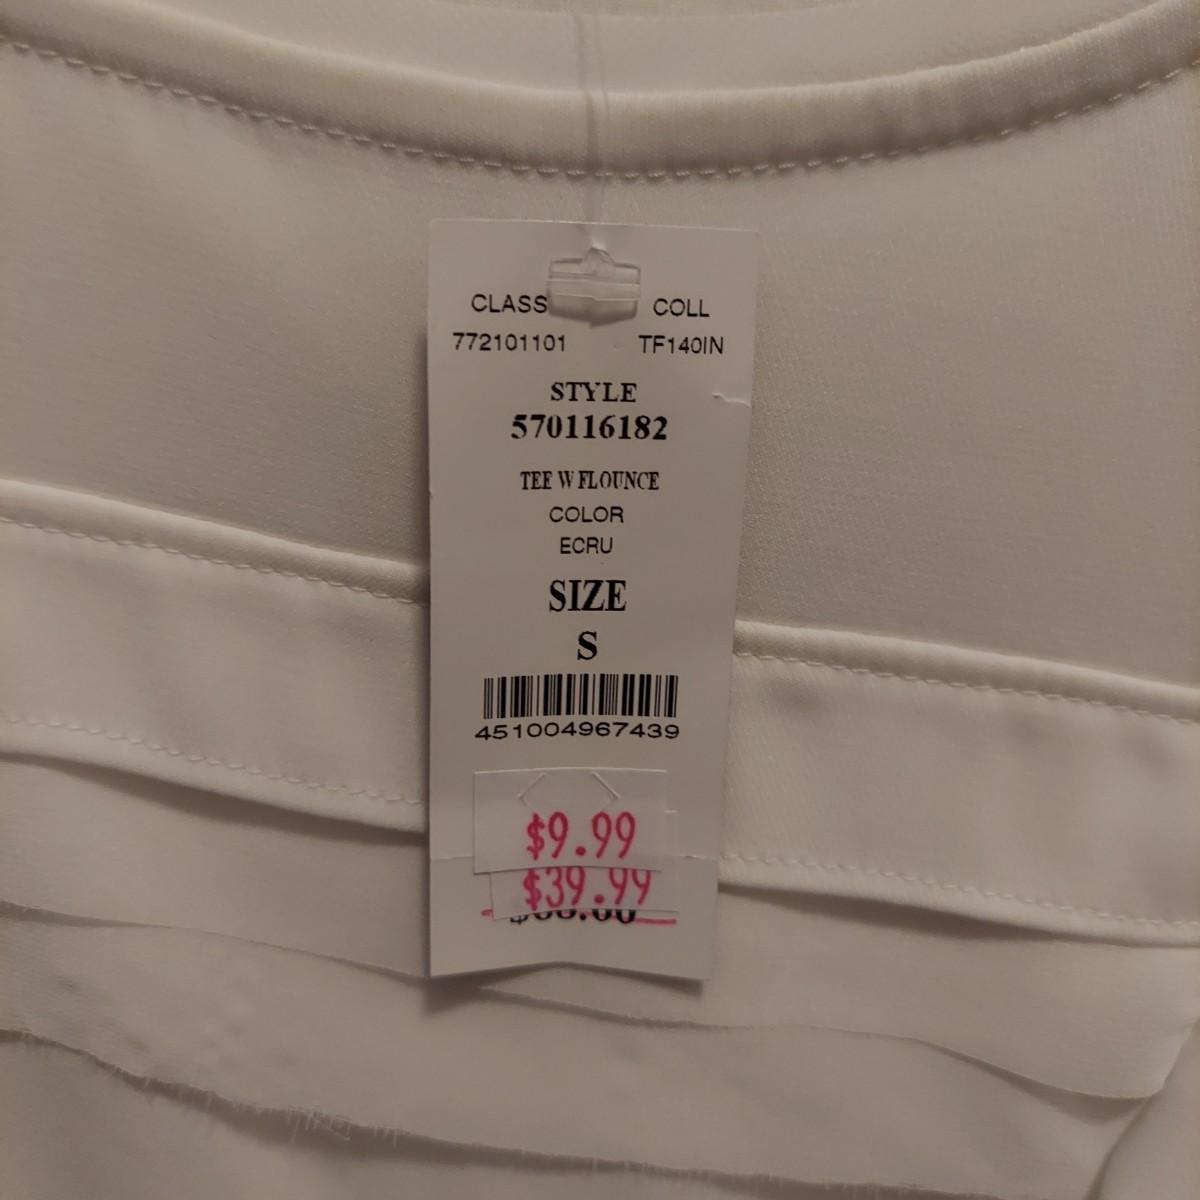 CLASS COLL
772101101 TF140IN
STYLE
570116182
TEE W FLOUNCE
COLOR
ECRU
SIZE
S
451004967439
$9.99
$39.99